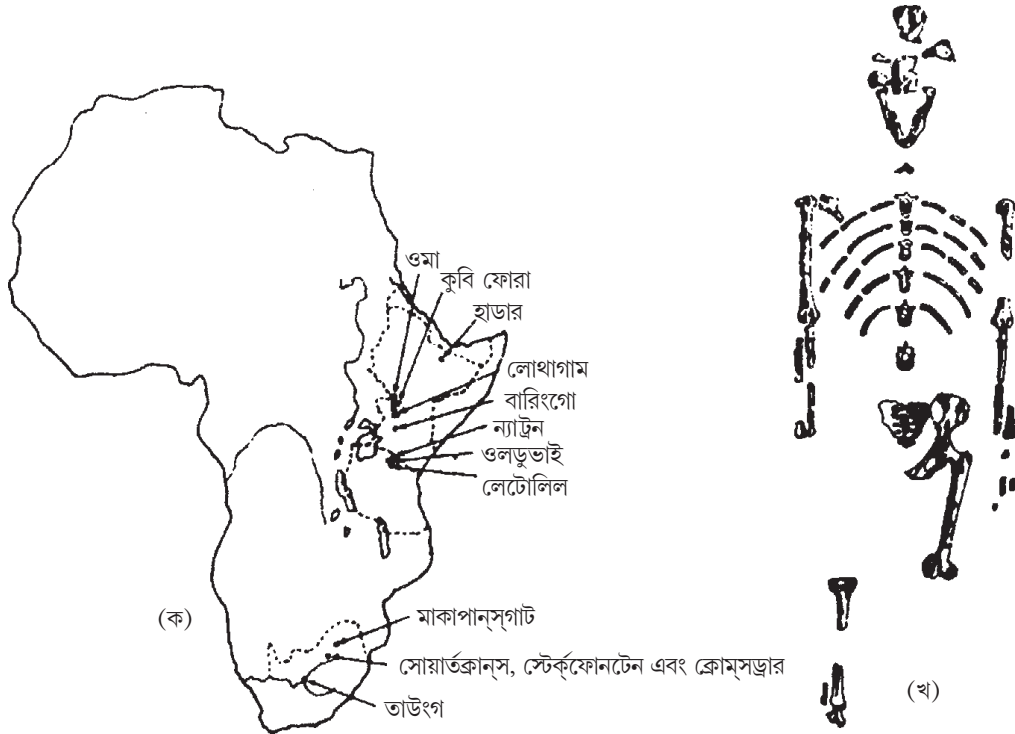 ওমা
কুবি ফোরা
হাডার
লোথাগাম
বারিংগো
ন্যাট্রন
ওলডুভাই
লেটোলিল
(ক)
মাকাপান্‌স্‌গাট
সোয়ার্তক্রান্‌স, স্টের্ক্‌ফোনটেন এবং ক্রোম্‌সড্রার
(খ)
তাউংগ